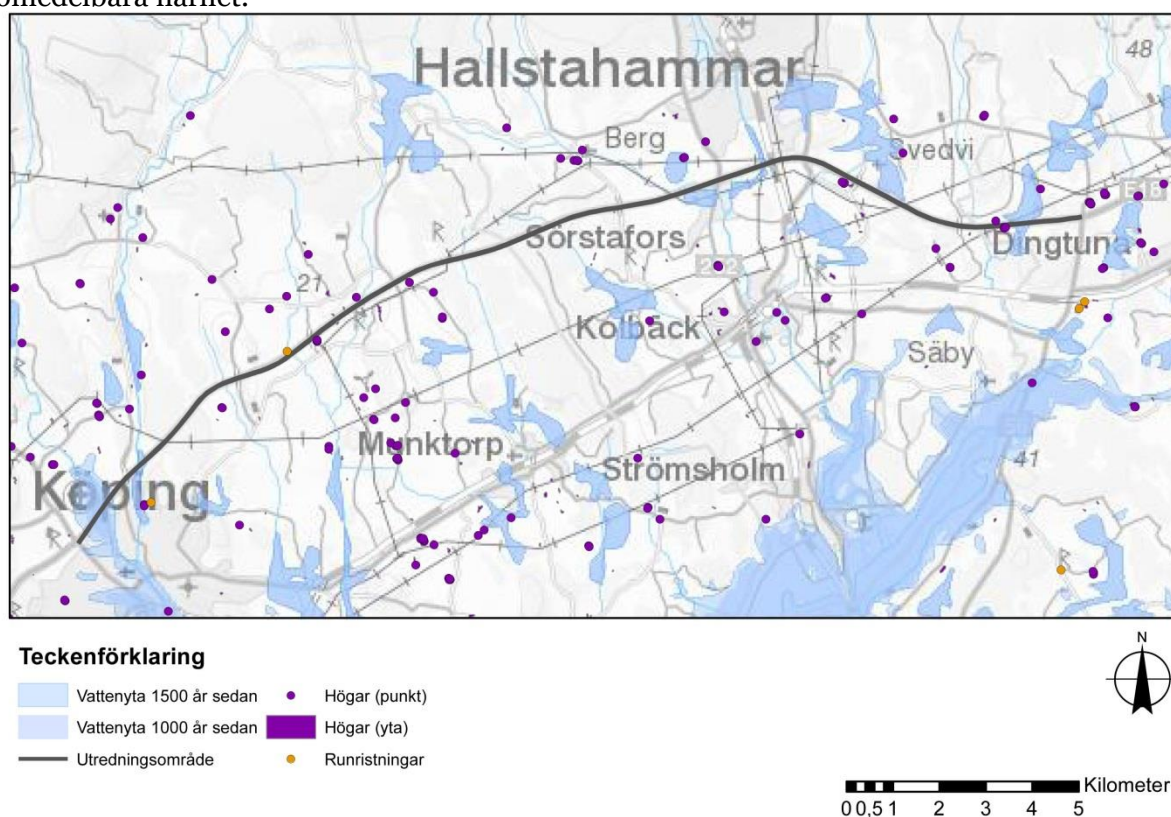 omedelbara närhet.
Hallstahammar
48
Berg
Svedvi
E18
Sörstafors
Dingtuna
252
21
Kolbäck
Säby
Munktorp
Strömsholm
41
Köping
Teckenförklaring
N
Vattenyta 1500 år sedan
Högar (punkt)
Vattenyta 1000 år sedan
Högar (yta)
Utredningsområde
Runristningar
Kilometer
0 0,5 1 2 3 4 5